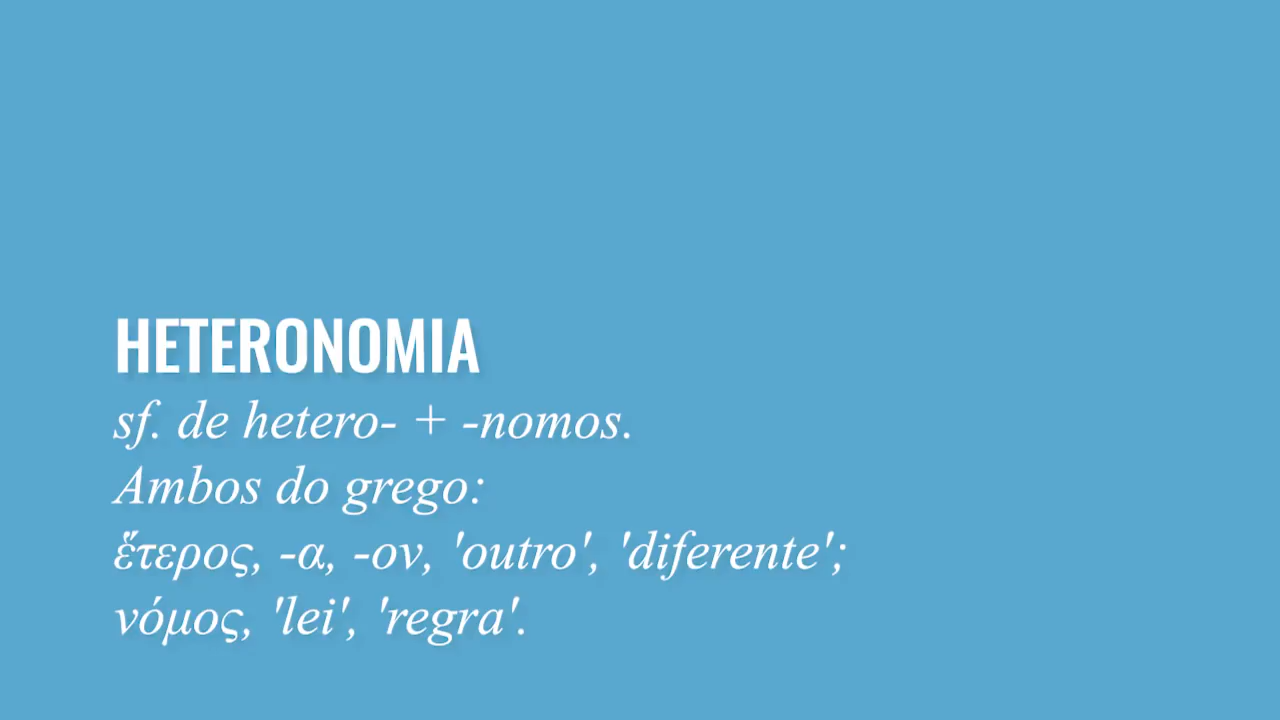 HETERONOMIA
sf. de hetero- + -nomos.
Ambos do grego:
ἕτερος, -α, -ον, 'outro', 'diferente';
νόμος, 'lei', 'regra'.